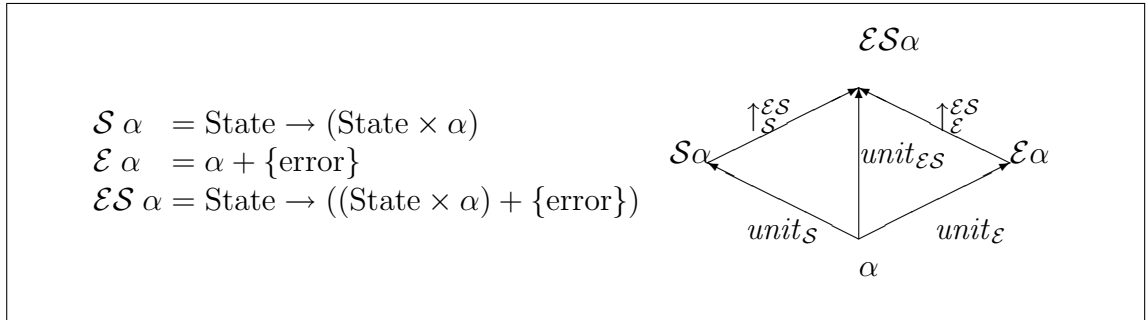 𝓢 α = State → (State × α)
𝓔 α = α + {error}
𝓔𝓢 α = State → ((State × α) + {error})
𝓔𝓢α
↑𝓔𝓢𝓢 ↑𝓔𝓢𝓔
𝓢α unit𝓔𝓢 𝓔α
unit𝓢 unit𝓔
α